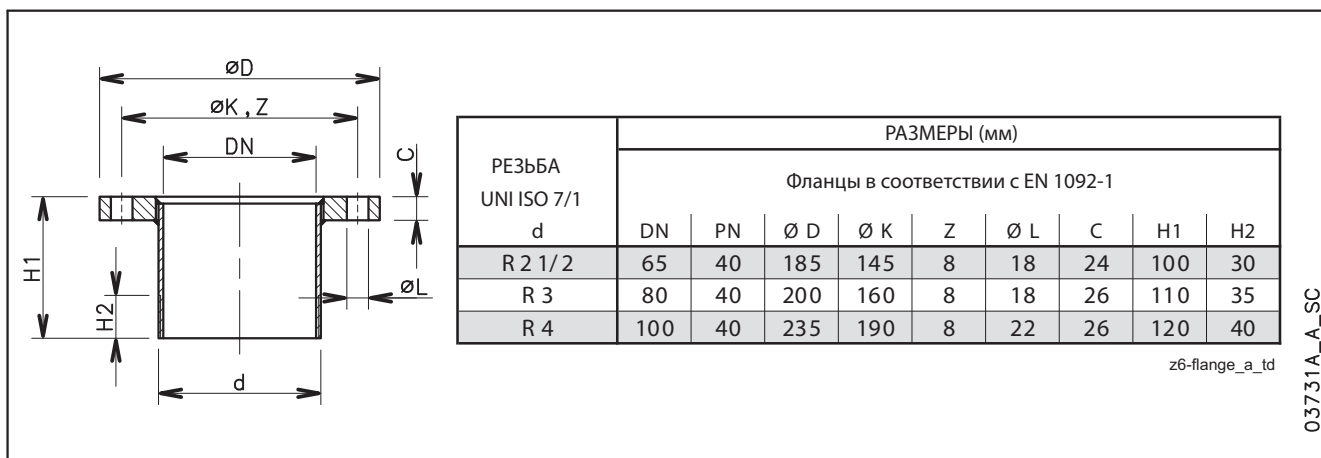 øD
øK , Z
DN
C
H1
H2
øL
d
РЕЗЬБА
UNI ISO 7/1
d
РАЗМЕРЫ (мм)
Фланцы в соответствии с EN 1092-1
DN PN Ø D Ø K Z Ø L C H1 H2
R 2 1/2 65 40 185 145 8 18 24 100 30
R 3 80 40 200 160 8 18 26 110 35
R 4 100 40 235 190 8 22 26 120 40
z6-flange_a_td
03731A_A_SC